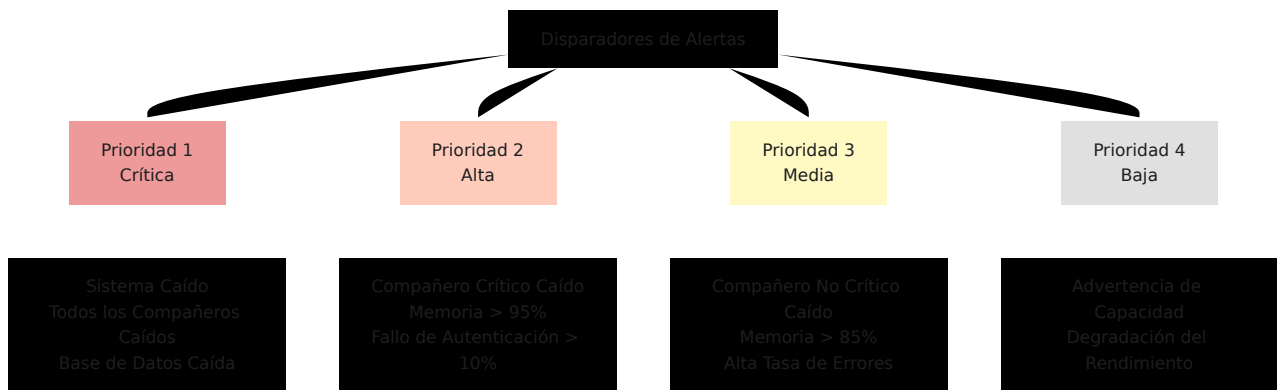 Disparadores de Alertas
Prioridad 1
Crítica
Prioridad 2
Alta
Prioridad 3
Media
Prioridad 4
Baja
Sistema Caído
Todos los Compañeros
Caídos
Base de Datos Caída
Compañero Crítico Caído
Memoria > 95%
Fallo de Autenticación >
10%
Compañero No Crítico
Caído
Memoria > 85%
Alta Tasa de Errores
Advertencia de
Capacidad
Degradación del
Rendimiento